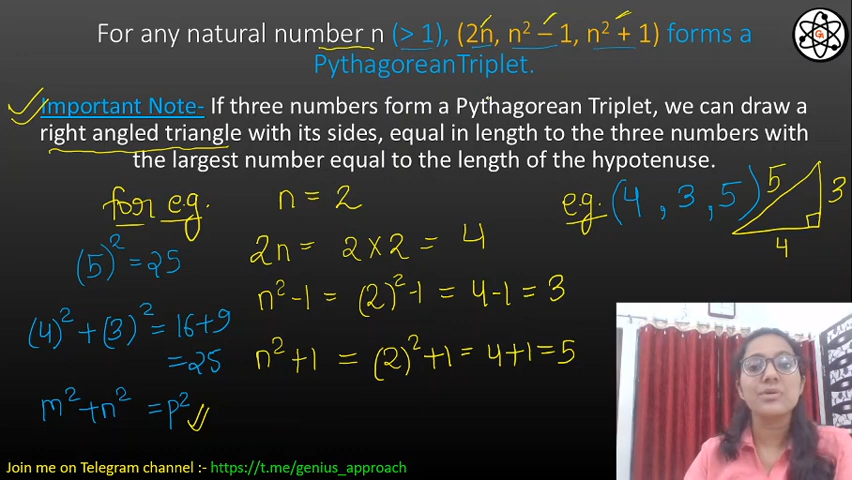 For any natural number n (> 1), (2n, n² – 1, n² + 1) forms a
PythagoreanTriplet.
Important Note- If three numbers form a Pythagorean Triplet, we can draw a
right angled triangle with its sides, equal in length to the three numbers with
the largest number equal to the length of the hypotenuse.
for e.g.
(5)² = 25
(4)² + (3)² = 16+9
= 25
m² + n² = p²
n = 2
2n = 2 × 2 = 4
n² - 1 = (2)² - 1 = 4 - 1 = 3
n² + 1 = (2)² + 1 = 4 + 1 = 5
e.g. (4, 3, 5)
5
3
4
Join me on Telegram channel :- https://t.me/genius_approach